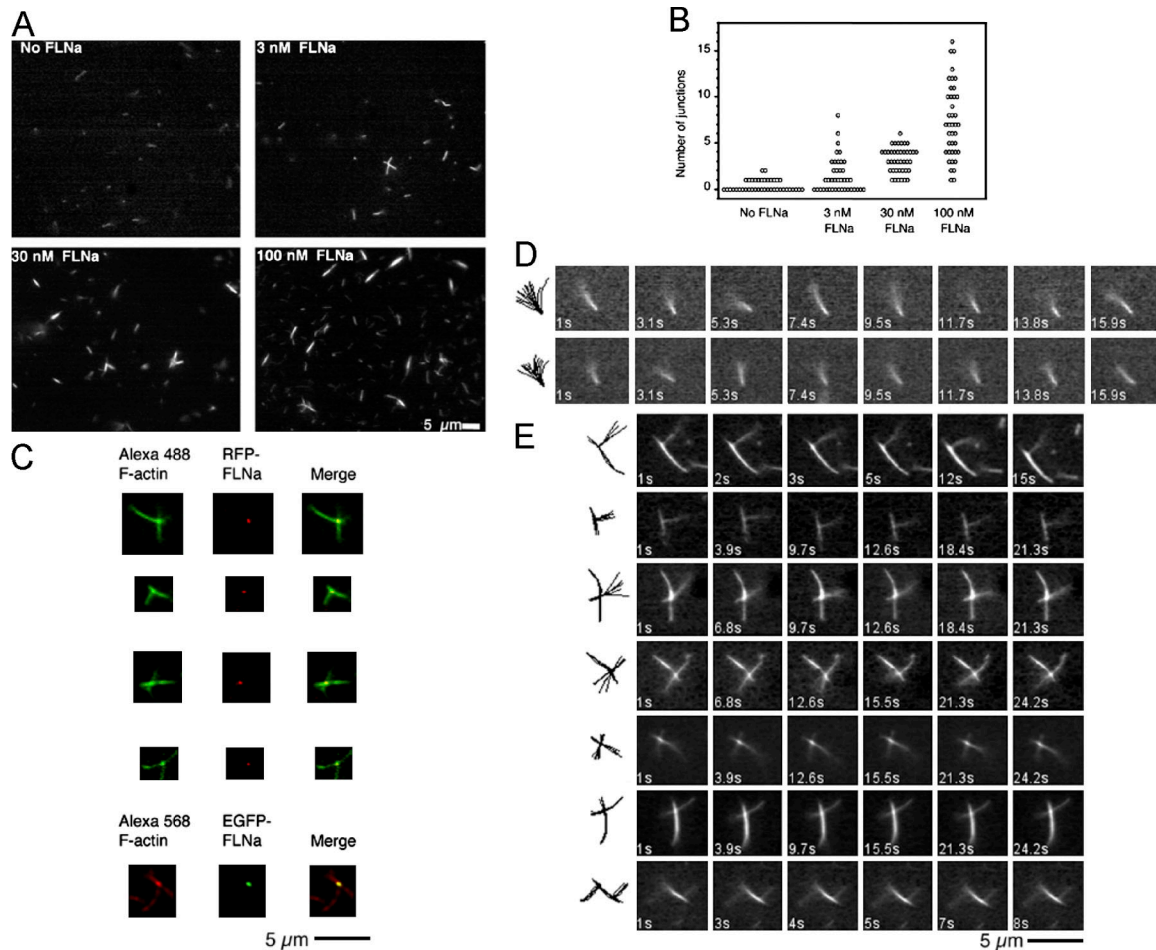 A
No FLNa
3 nM FLNa
30 nM FLNa
100 nM FLNa
5 µm
B
Number of junctions
15
10
5
0
No FLNa
3 nM
FLNa
30 nM
FLNa
100 nM
FLNa
C
Alexa 488
F-actin
RFP-
FLNa
Merge
Alexa 568
F-actin
EGFP-
FLNa
Merge
5 µm
D
1s 3.1s 5.3s 7.4s 9.5s 11.7s 13.8s 15.9s
1s 3.1s 5.3s 7.4s 9.5s 11.7s 13.8s 15.9s
E
1s 2s 3s 5s 12s 15s
1s 3.9s 9.7s 12.6s 18.4s 21.3s
1s 6.8s 9.7s 12.6s 18.4s 21.3s
1s 6.8s 12.6s 15.5s 21.3s 24.2s
1s 3.9s 12.6s 15.5s 21.3s 24.2s
1s 3.9s 9.7s 15.5s 21.3s 24.2s
1s 3s 4s 5s 7s 8s
5 µm